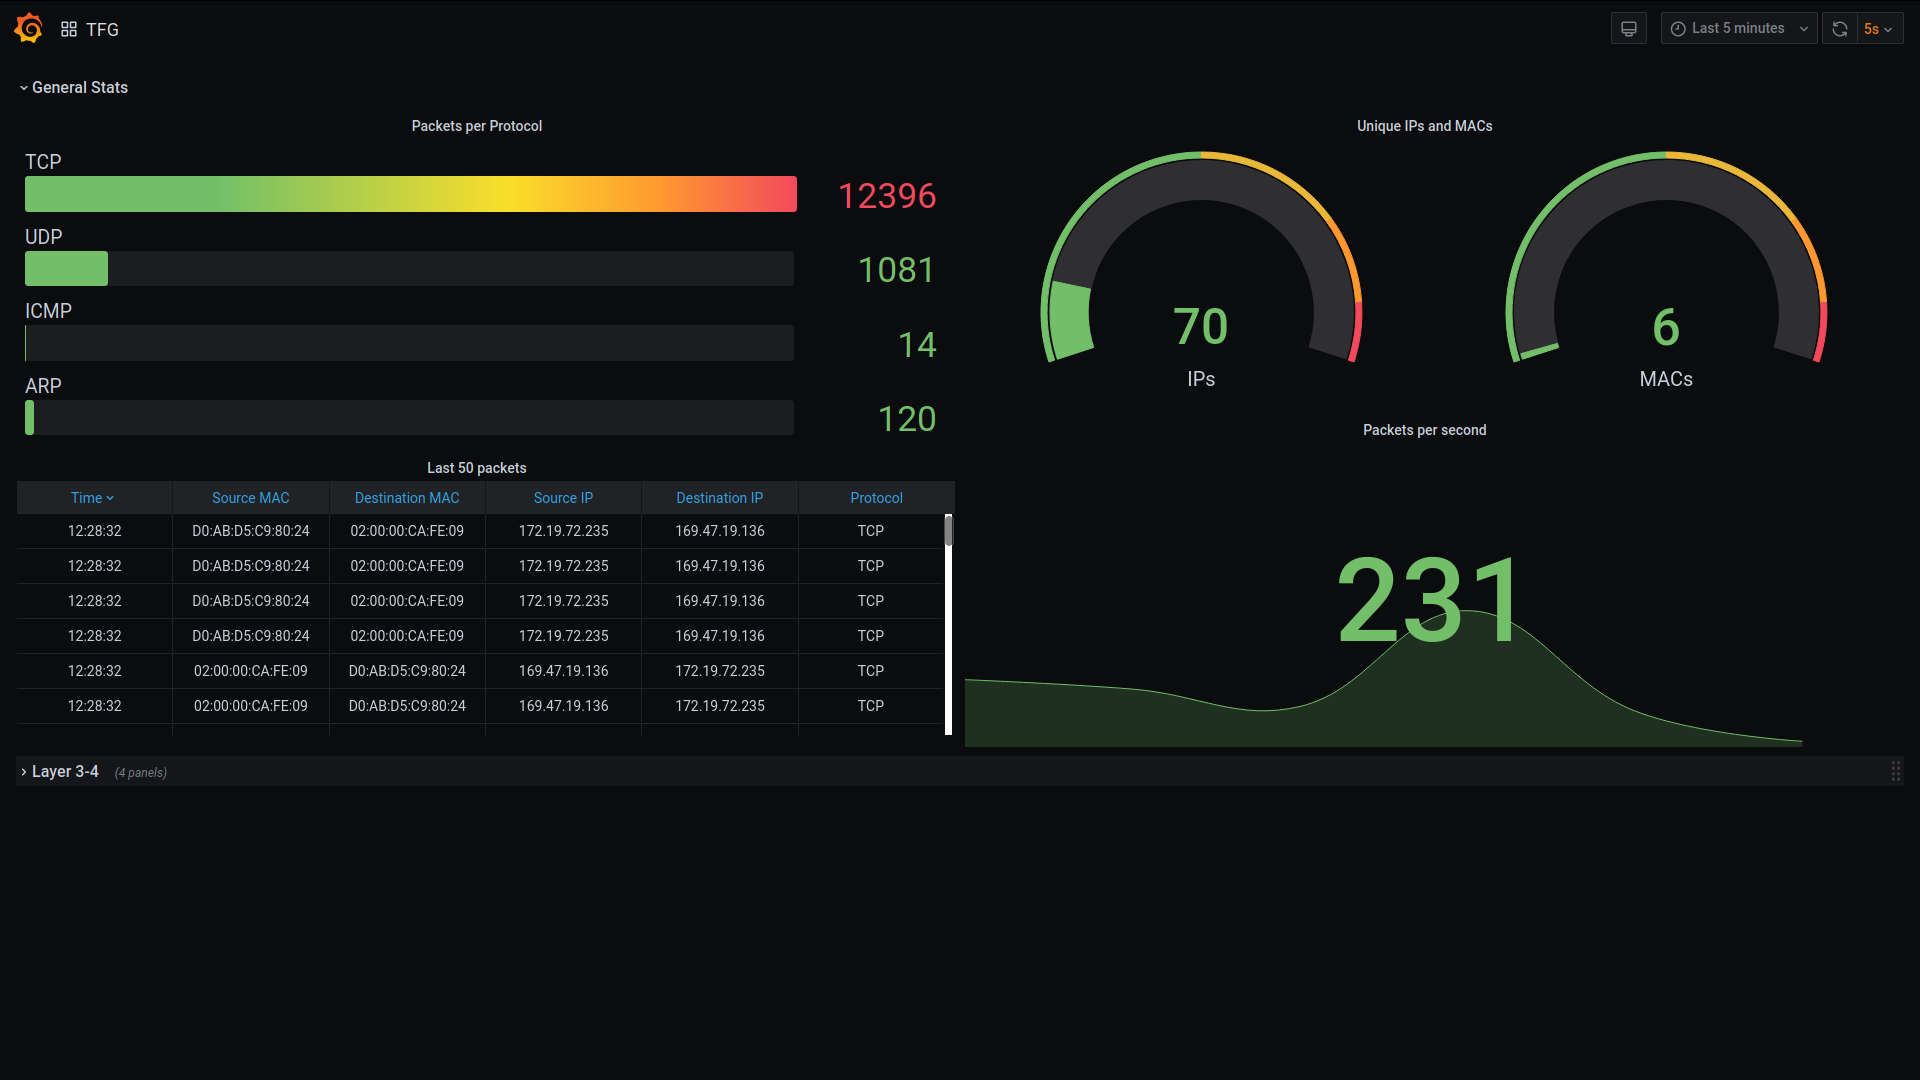 TFG
Last 5 minutes
5s
General Stats
Packets per Protocol
TCP
12396
UDP
1081
ICMP
14
ARP
120
Unique IPs and MACs
70
IPs
6
MACs
Last 50 packets
Time Source MAC Destination MAC Source IP Destination IP Protocol
12:28:32 D0:AB:D5:C9:80:24 02:00:00:CA:FE:09 172.19.72.235 169.47.19.136 TCP
12:28:32 D0:AB:D5:C9:80:24 02:00:00:CA:FE:09 172.19.72.235 169.47.19.136 TCP
12:28:32 D0:AB:D5:C9:80:24 02:00:00:CA:FE:09 172.19.72.235 169.47.19.136 TCP
12:28:32 D0:AB:D5:C9:80:24 02:00:00:CA:FE:09 172.19.72.235 169.47.19.136 TCP
12:28:32 02:00:00:CA:FE:09 D0:AB:D5:C9:80:24 169.47.19.136 172.19.72.235 TCP
12:28:32 02:00:00:CA:FE:09 D0:AB:D5:C9:80:24 169.47.19.136 172.19.72.235 TCP
Packets per second
231
Layer 3-4 (4 panels)